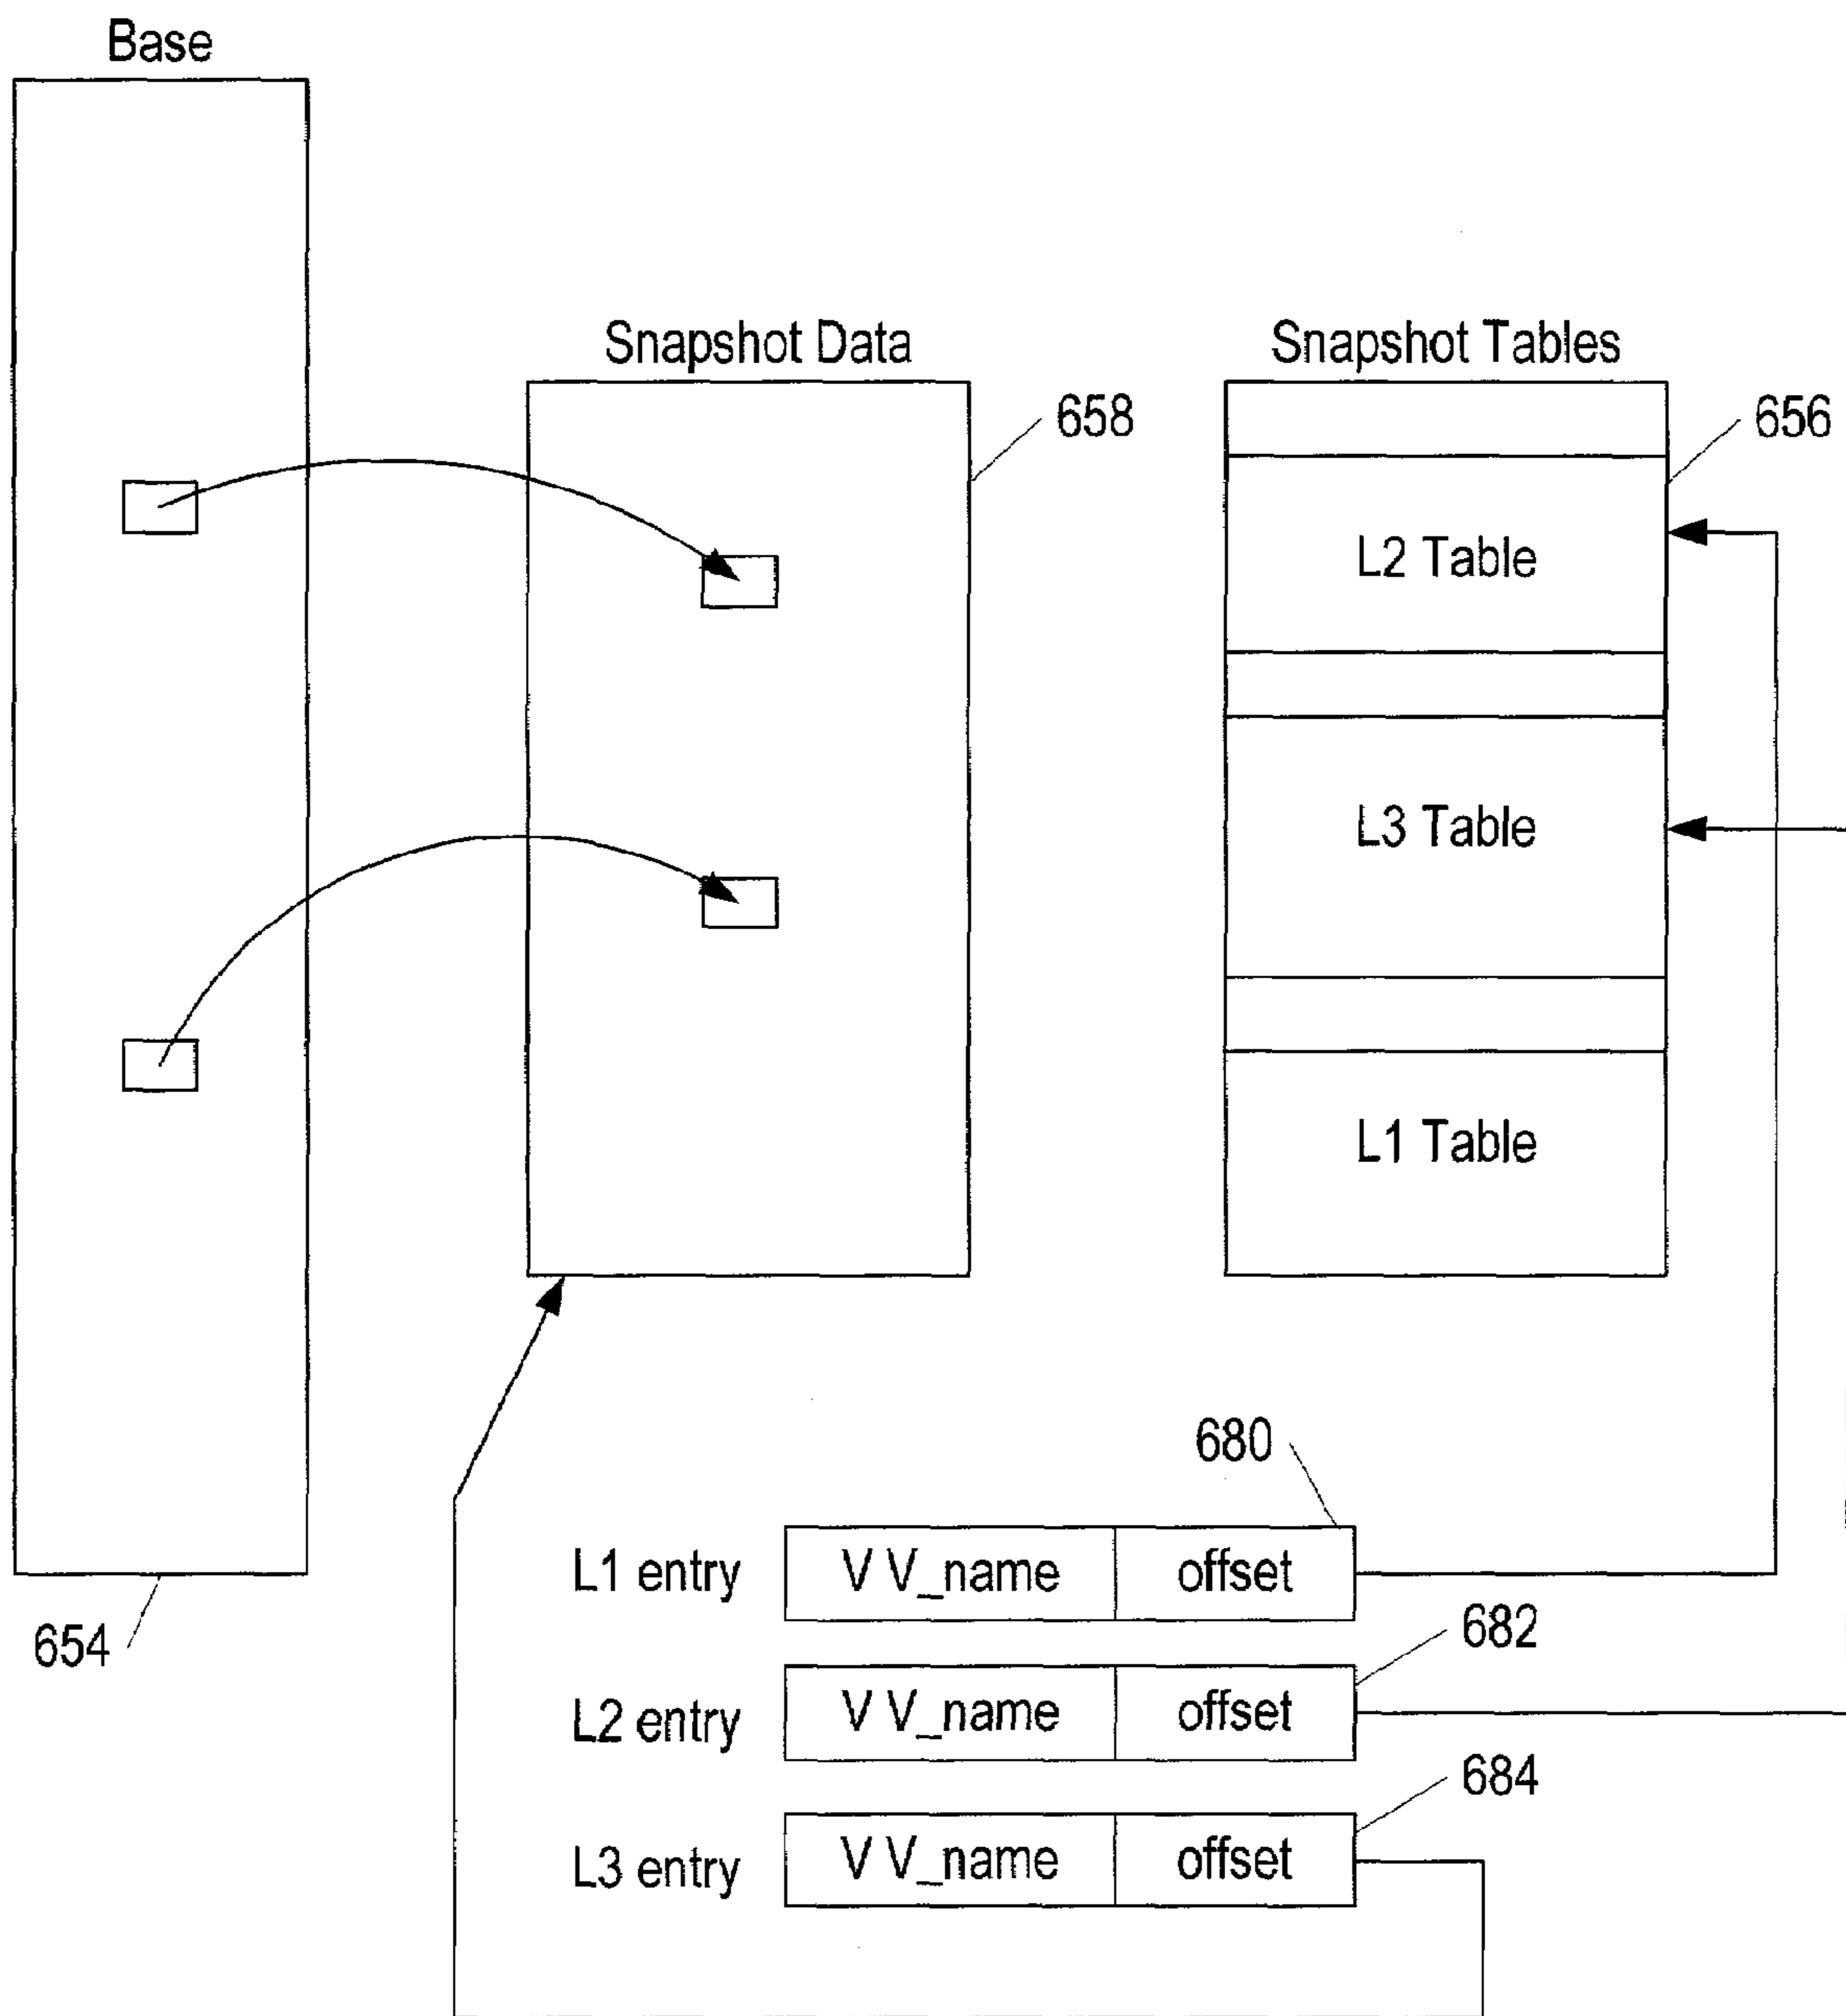 Base
Snapshot Data
Snapshot Tables
658
656
L2 Table
L3 Table
L1 Table
680
L1 entry V V_name offset
654
682
L2 entry V V_name offset
684
L3 entry V V_name offset